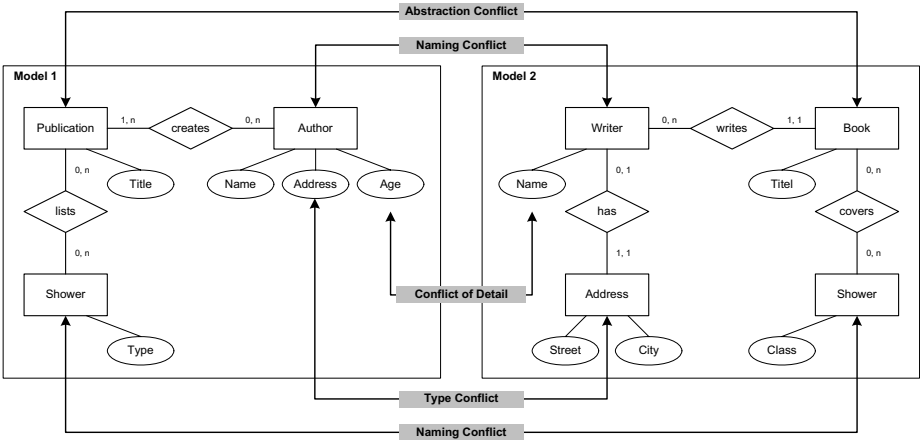 Abstraction Conflict
Naming Conflict
Model 1
Model 2
Publication
1, n
creates
0, n
Author
Writer
0, n
writes
1, 1
Book
0, n
Title
Name
Address
Age
Name
0, 1
Titel
0, n
lists
has
covers
0, n
1, 1
0, n
Shower
Conflict of Detail
Address
Shower
Type
Street
City
Class
Type Conflict
Naming Conflict